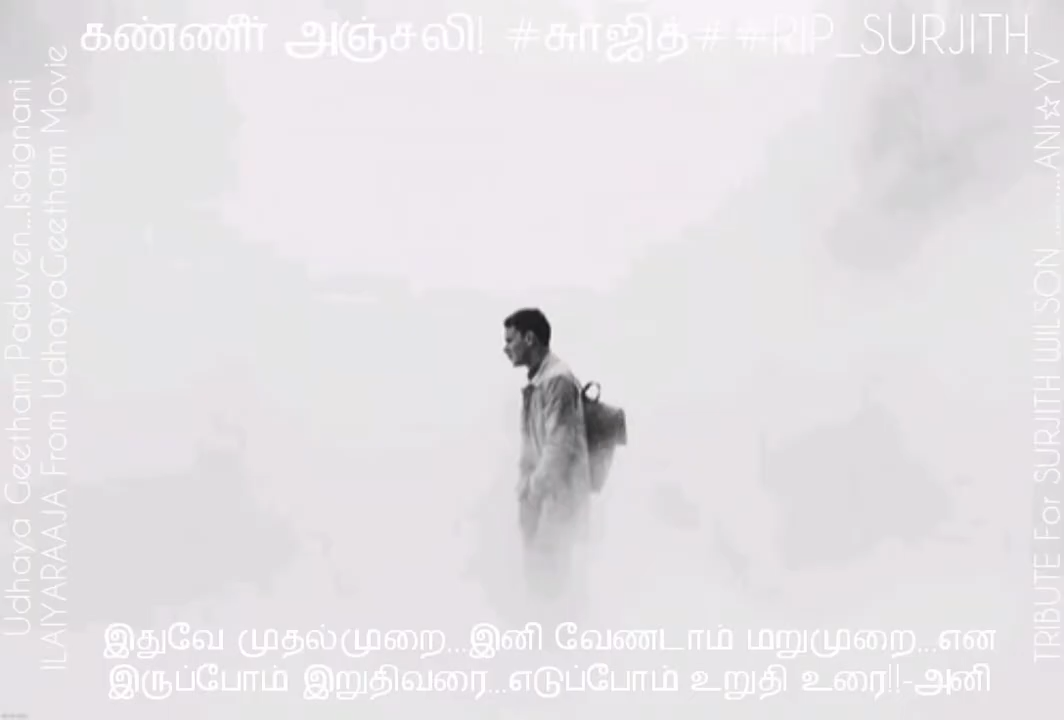 கண்ணீர் அஞ்சலி! #சுாஜித்# #RIP_SURJITH
Udhaya Geetham Paduven...Isaignani
ILAIYARAAJA From UdhayaGeetham Movie
TRIBUTE For SURJITH WILSON .........ANI☆YV
இதுவே முதல்முறை...இனி வேணடாம் மறுமுறை...என
இருப்போம் இறுதிவரை...எடுப்போம் உறுதி உரை!!-அனி